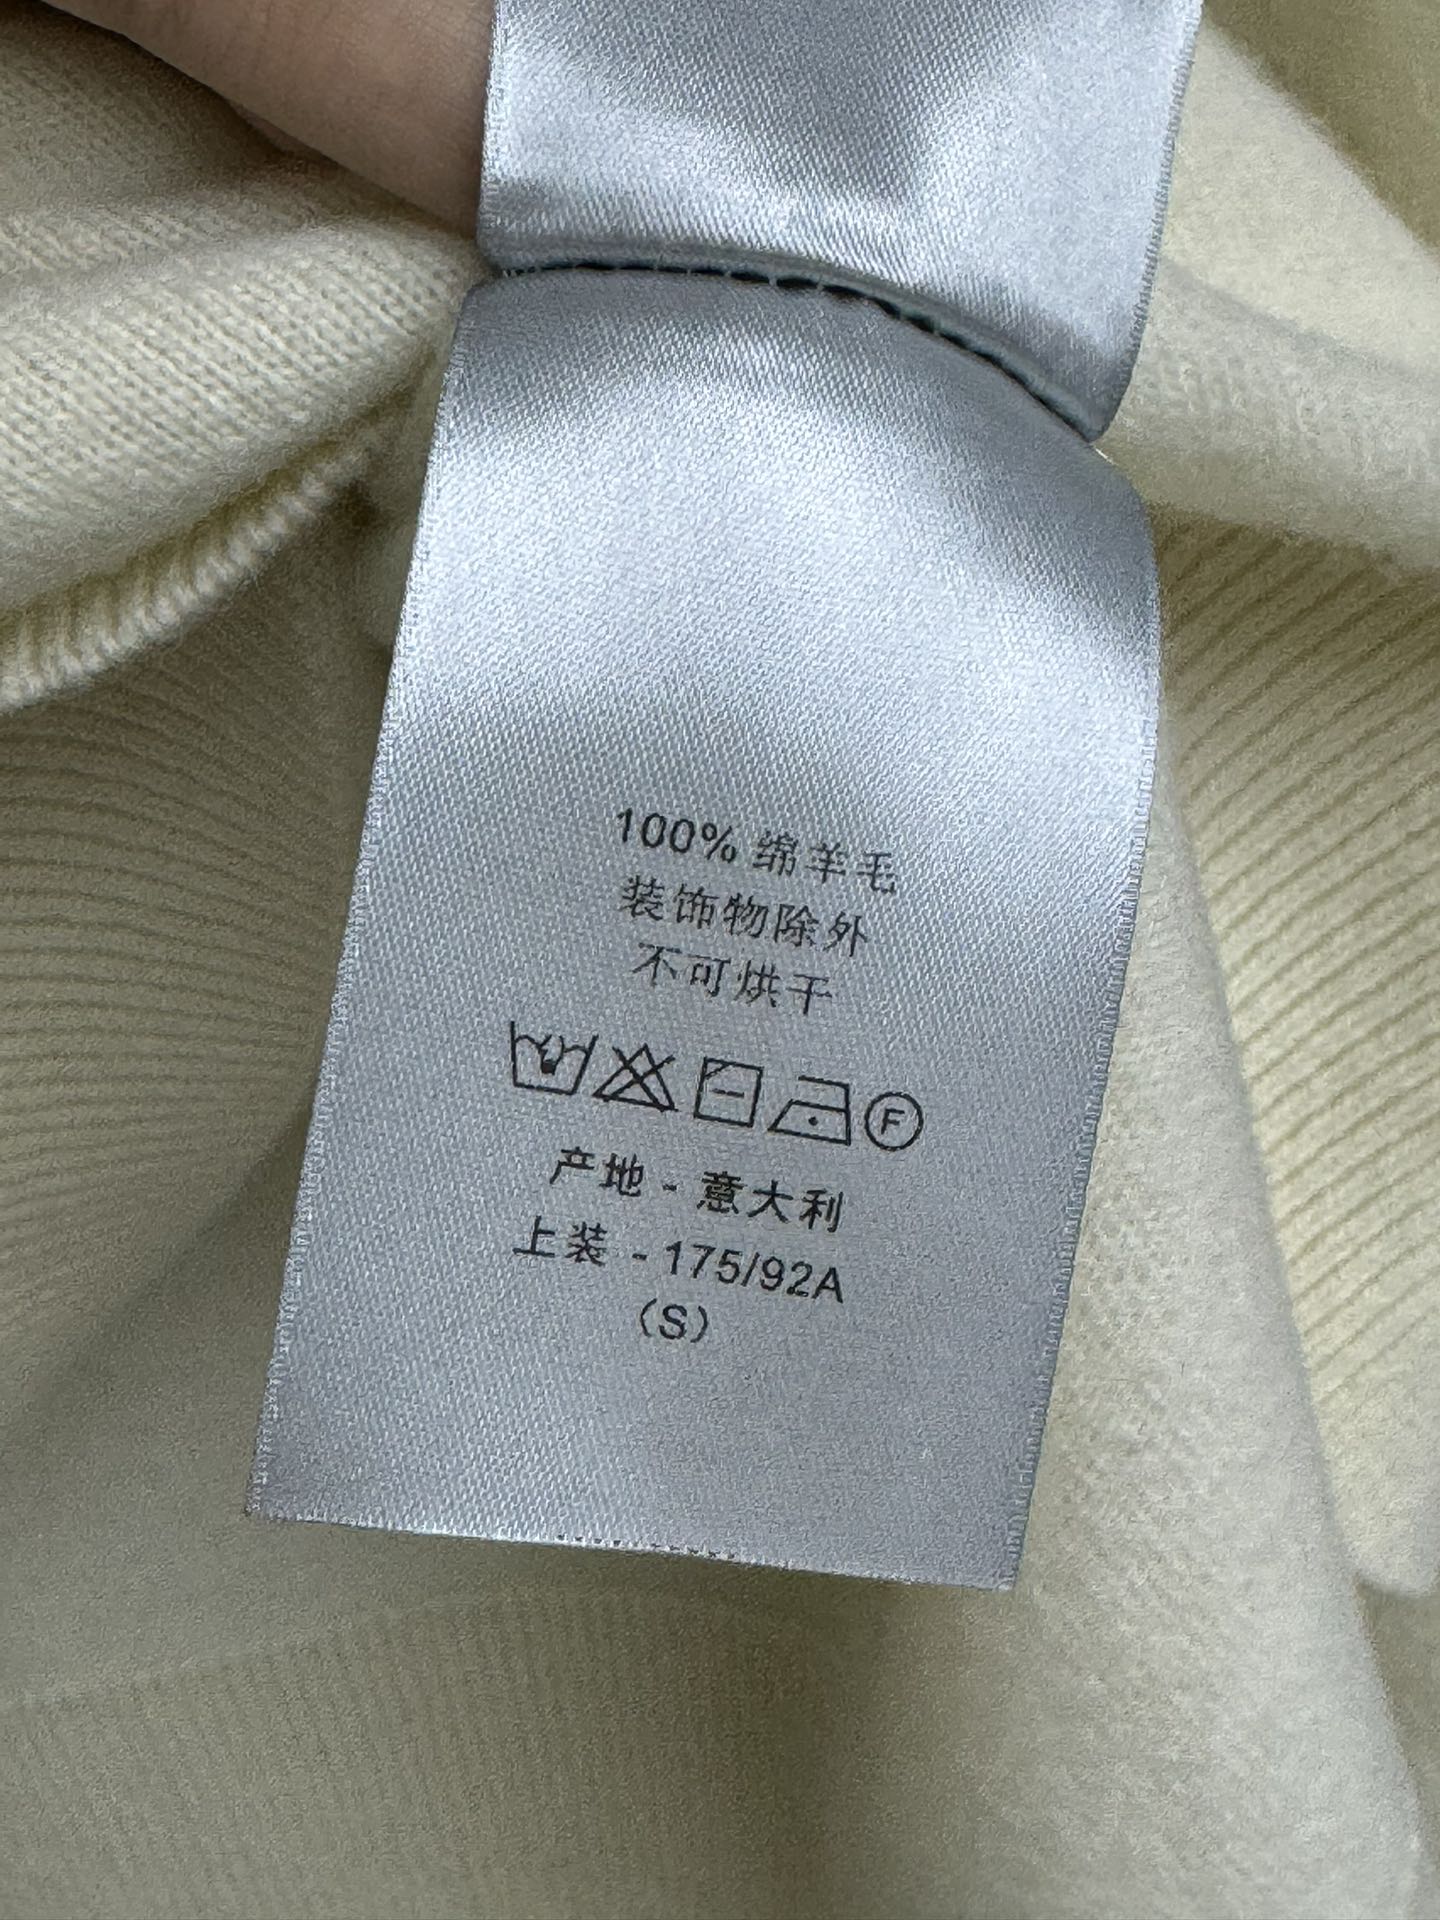 100% 绵羊毛
装饰物除外
不可烘干
F
产地 - 意大利
上装 - 175/92A
(S)